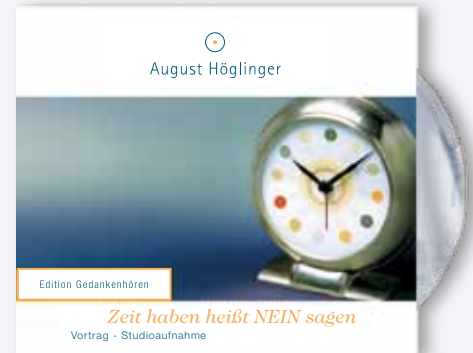 August Höglinger
Edition Gedankenhören
Zeit haben heißt NEIN sagen
Vortrag - Studioaufnahme